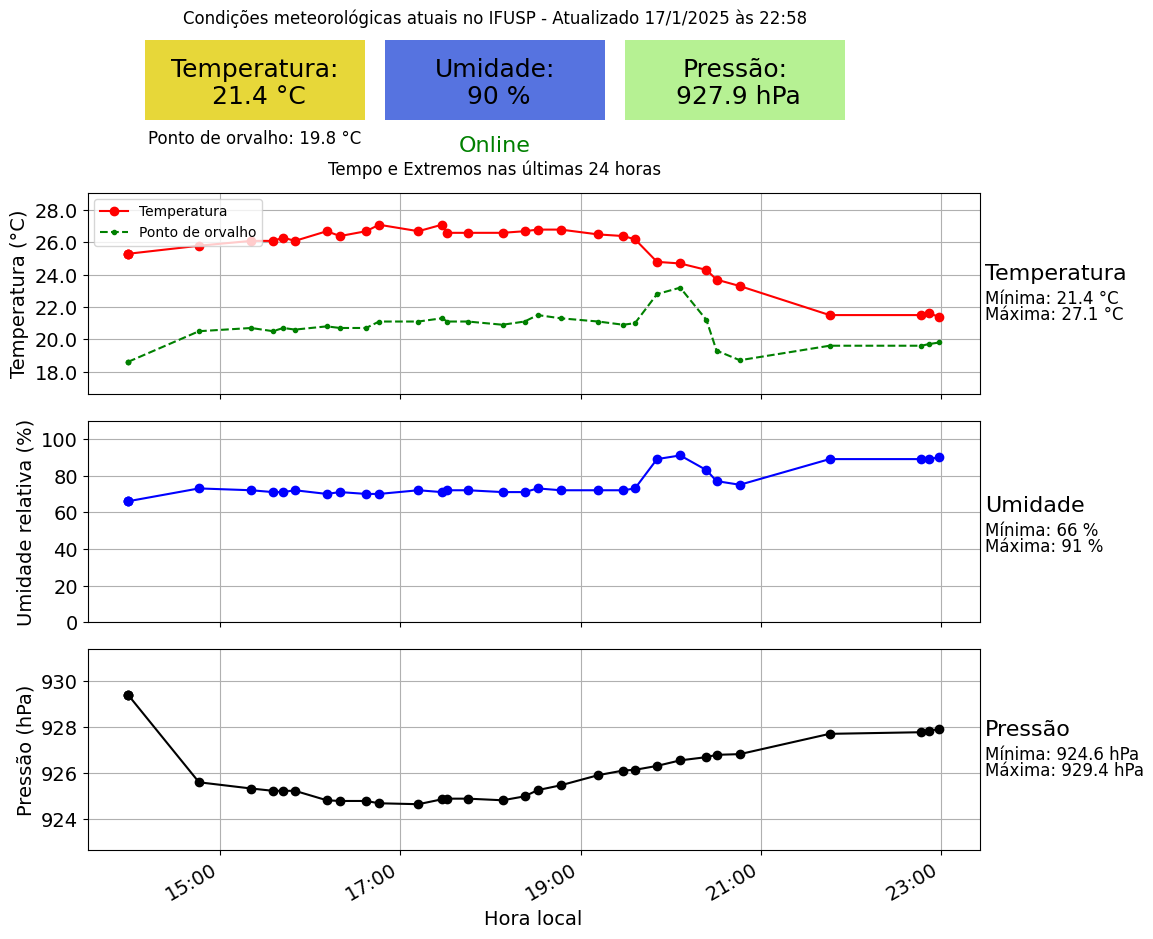 Condições meteorológicas atuais no IFUSP - Atualizado 17/1/2025 às 22:58
Temperatura:
21.4 °C
Umidade:
90 %
Pressão:
927.9 hPa
Ponto de orvalho: 19.8 °C
Online
Tempo e Extremos nas últimas 24 horas
Temperatura (°C)
28.0
26.0
24.0
22.0
20.0
18.0
Temperatura
Ponto de orvalho
Temperatura
Mínima: 21.4 °C
Máxima: 27.1 °C
Umidade relativa (%)
100
80
60
40
20
0
Umidade
Mínima: 66 %
Máxima: 91 %
Pressão (hPa)
930
928
926
924
Pressão
Mínima: 924.6 hPa
Máxima: 929.4 hPa
15:00
17:00
19:00
21:00
23:00
Hora local